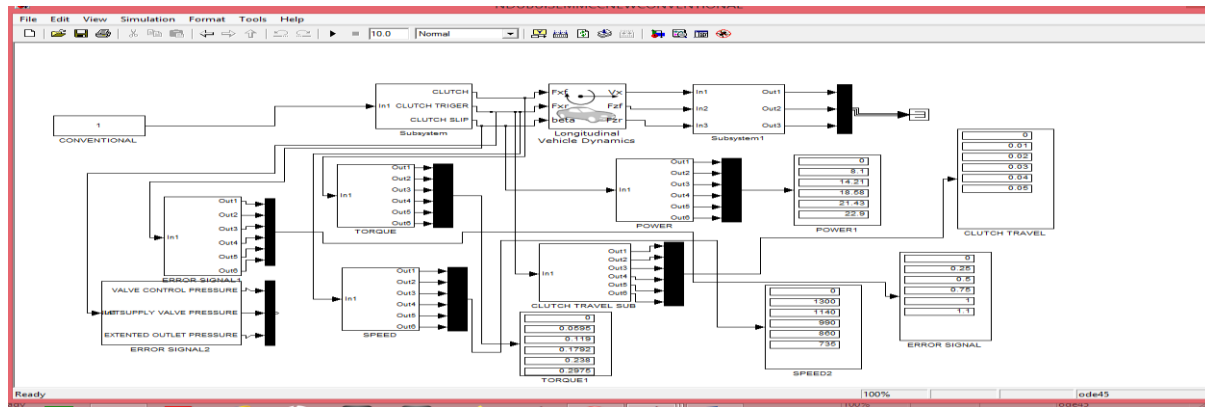 NDUBUISEMNICCNEWCONVENTIONAL
File Edit View Simulation Format Tools Help
10.0 Normal
1
CONVENTIONAL
In1
CLUTCH
CLUTCH TRIGER
CLUTCH SLIP
Subsystem
Fxf
Fxr
beta
Vx
Fzf
Fzr
Longitudinal
Vehicle Dynamics
In1
In2
In3
Out1
Out2
Out3
Subsystem1
0
0.01
0.02
0.03
0.04
0.05
CLUTCH TRAVEL
In1
Out1
Out2
Out3
Out4
Out5
Out6
TORQUE
In1
Out1
Out2
Out3
Out4
Out5
Out6
POWER
0
8.1
14.21
18.58
21.43
22.9
POWER1
In1
Out1
Out2
Out3
Out4
Out5
Out6
ERROR SIGNAL1
In1
Out1
Out2
Out3
Out4
Out5
Out6
CLUTCH TRAVEL SUB
0
0.25
0.5
0.75
1
1.1
ERROR SIGNAL
VALVE CONTROL PRESSURE
SUPPLY VALVE PRESSURE
EXTENTED OUTLET PRESSURE
ERROR SIGNAL2
In1
Out1
Out2
Out3
Out4
Out5
Out6
SPEED
0
0.0595
0.119
0.1792
0.238
0.2975
TORQUE1
0
1300
1140
990
860
736
SPEED2
Ready 100% ode45